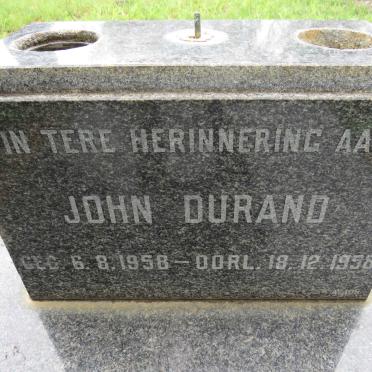 IN TERE HERINNERING AA
JOHN DURAND
GEB. 6.8.1958 – OORL. 18.12.1958